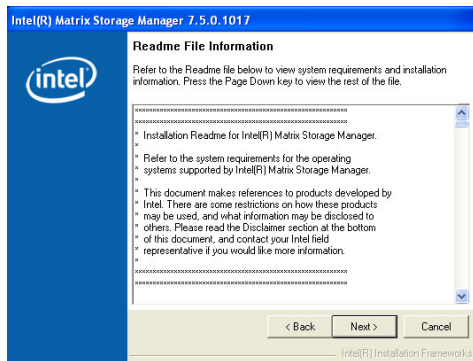 Intel(R) Matrix Storage Manager 7.5.0.1017
intel
Readme File Information
Refer to the Readme file below to view system requirements and installation
information. Press the Page Down key to view the rest of the file.
* Installation Readme for Intel(R) Matrix Storage Manager.
*
* Refer to the system requirements for the operating
* systems supported by Intel(R) Matrix Storage Manager.
*
* This document makes references to products developed by
* Intel. There are some restrictions on how these products
* may be used, and what information may be disclosed to
* others. Please read the Disclaimer section at the bottom
* of this document, and contact your Intel field
* representative if you would like more information.
*
< Back
Next >
Cancel
Intel(R) Installation Frameworks